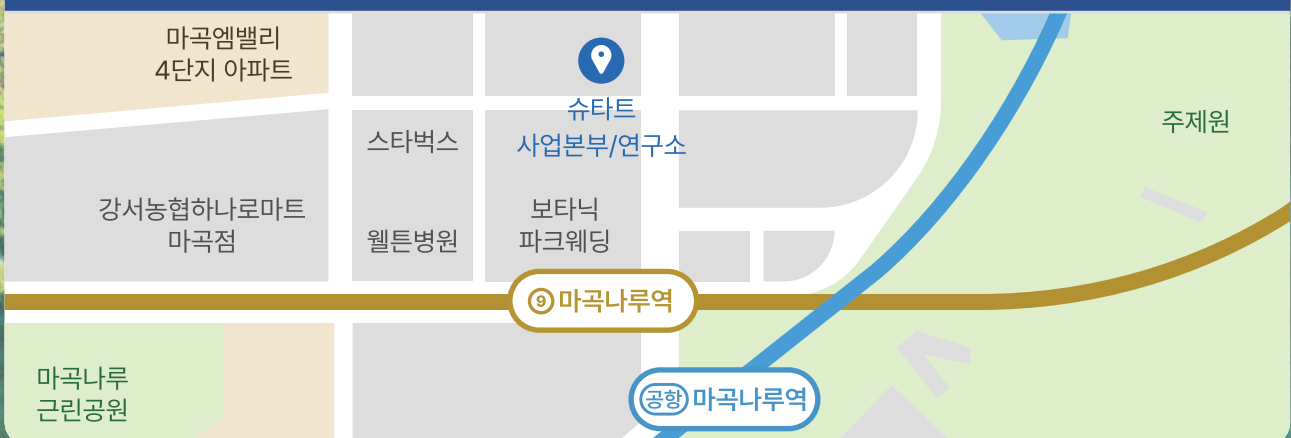 마곡엠밸리
4단지 아파트
슈타트
사업본부/연구소
주제원
스타벅스
강서농협하나로마트
마곡점
웰튼병원
보타닉
파크웨딩
9 마곡나루역
마곡나루
근린공원
공항 마곡나루역